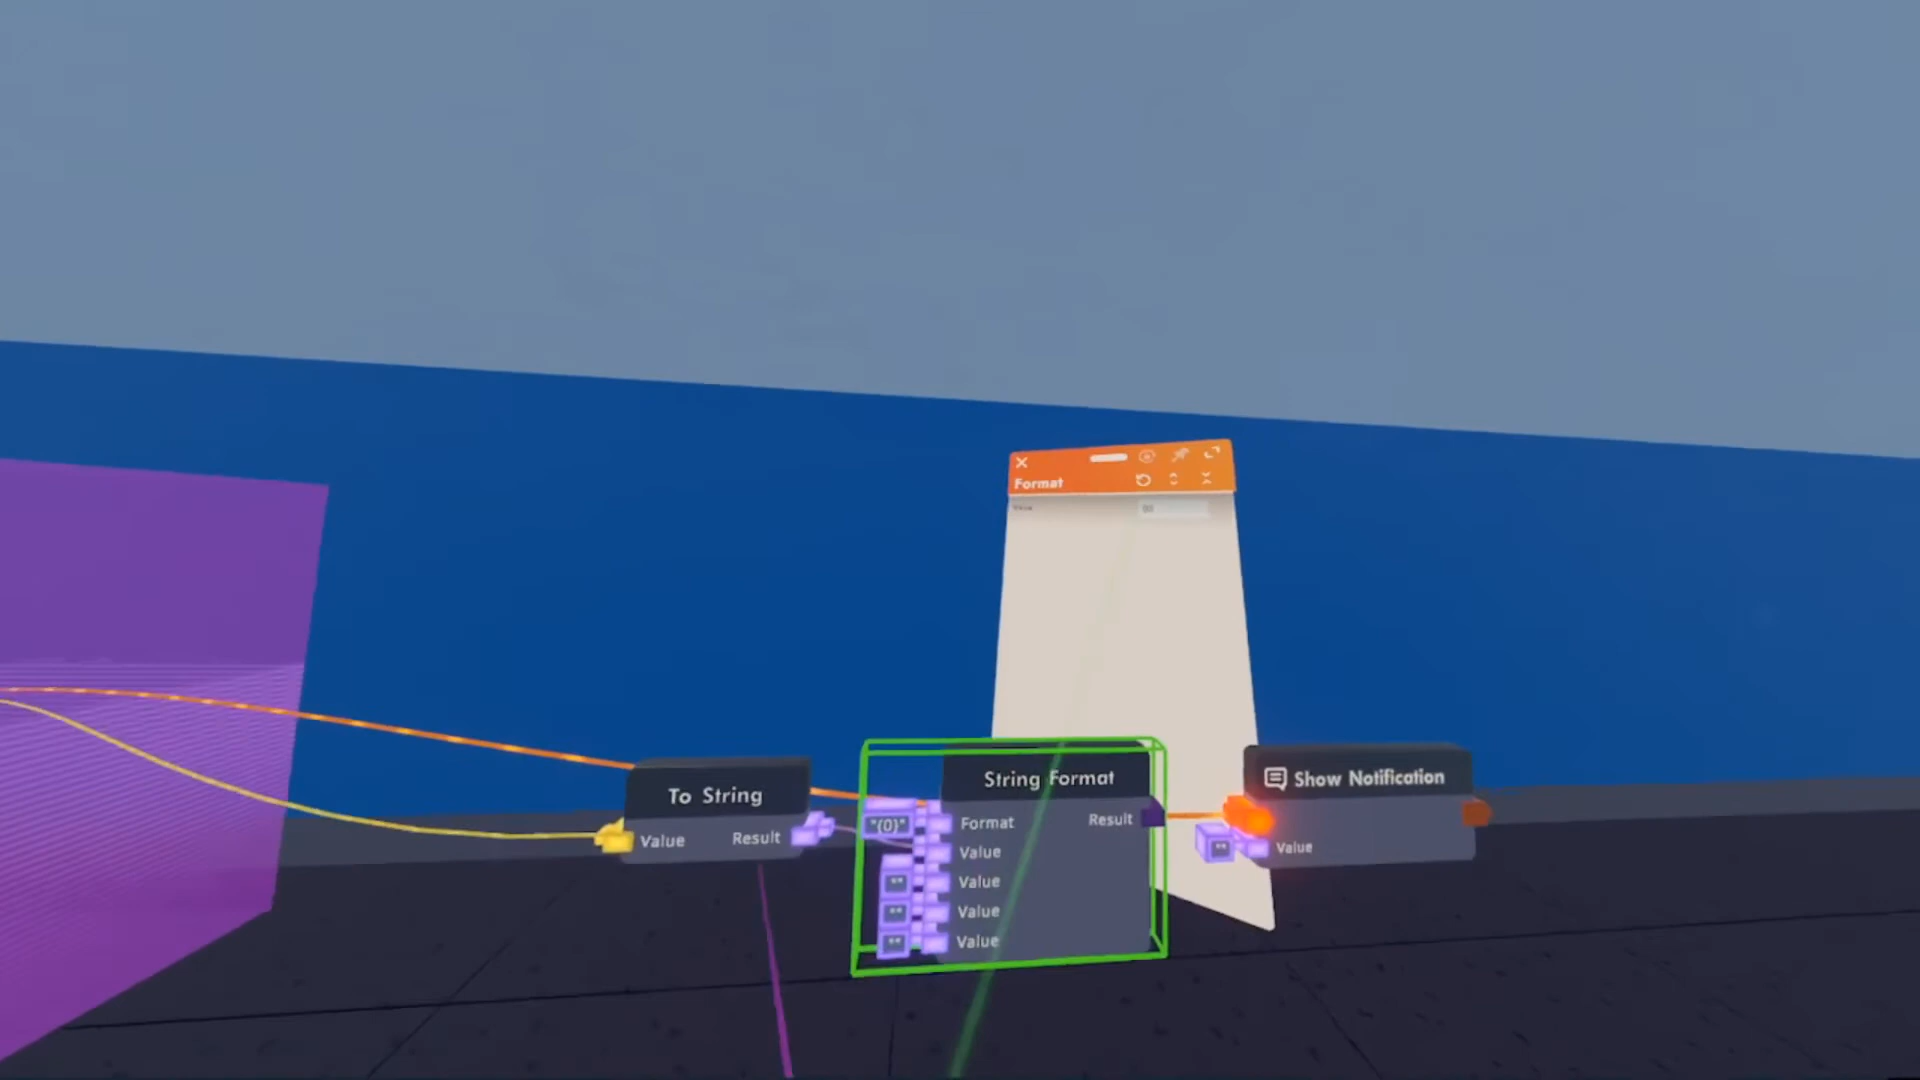 Format
To String
Value
Result
String Format
"{0}"
Format
Result
Value
Value
Value
Value
Show Notification
Value